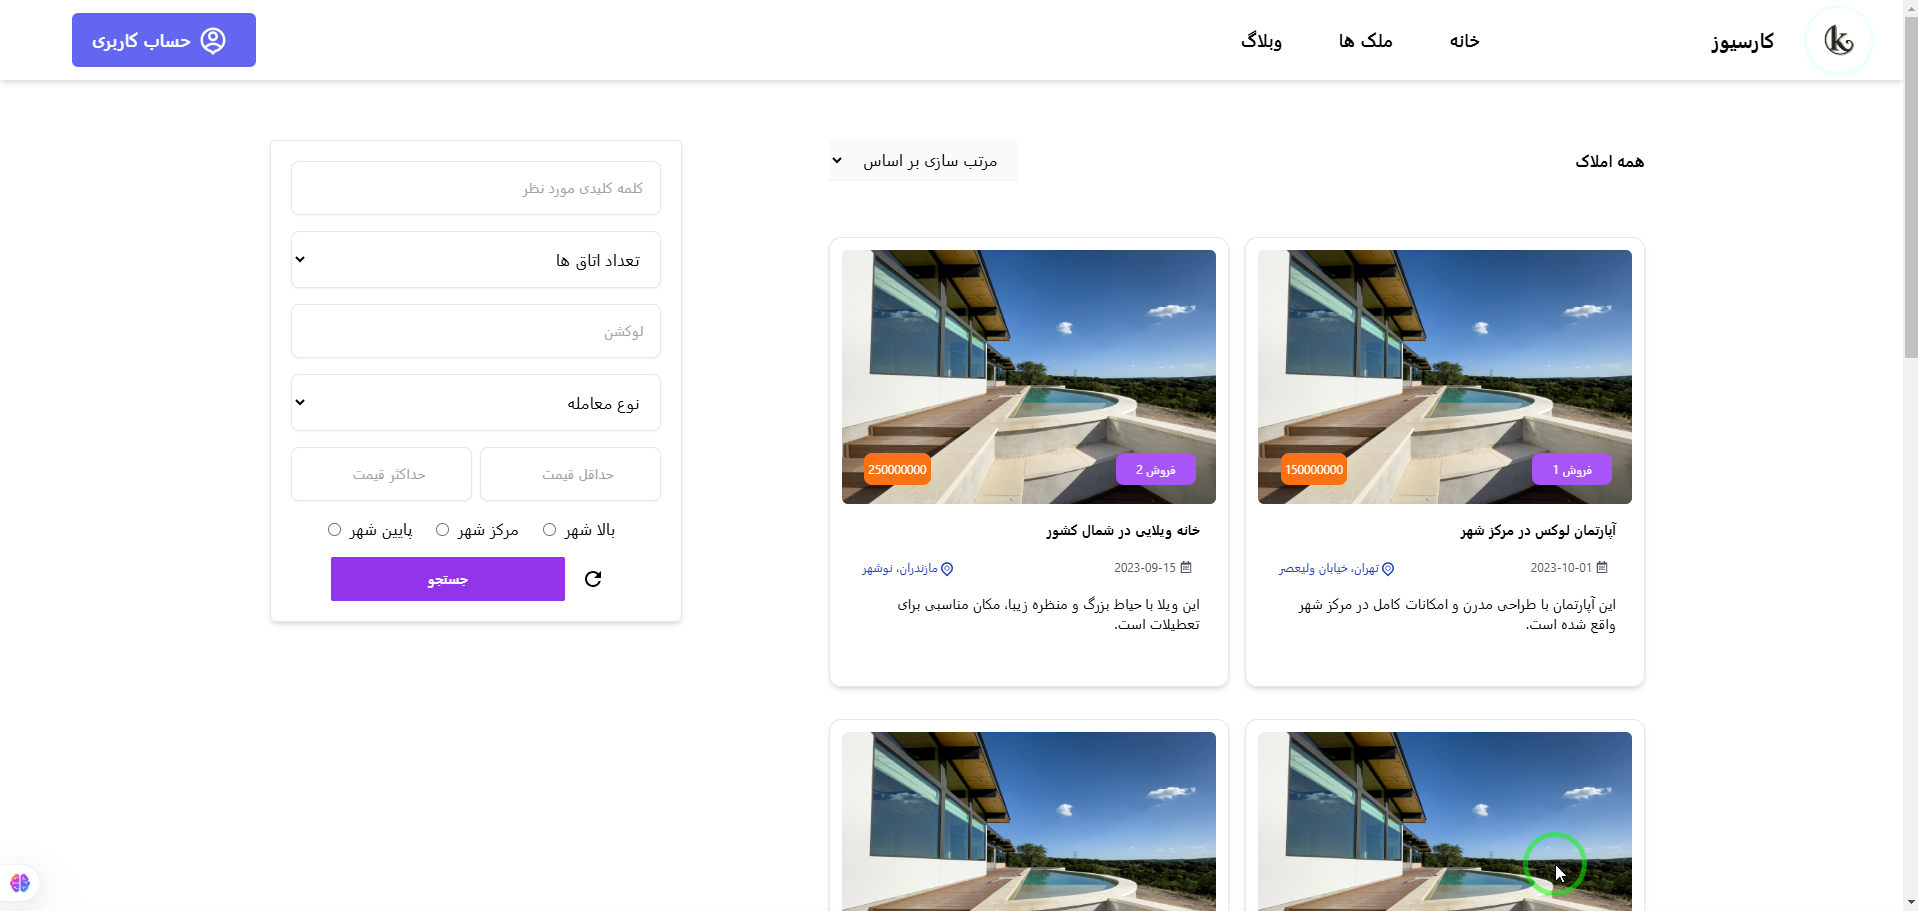 k
کارسیوز
خانه
ملک ها
وبلاگ
حساب کاربری
همه املاک
مرتب سازی بر اساس
فروش 1
150000000
آپارتمان لوکس در مرکز شهر
2023-10-01
تهران، خیابان ولیعصر
این آپارتمان با طراحی مدرن و امکانات کامل در مرکز شهر
واقع شده است.
فروش 2
250000000
خانه ویلایی در شمال کشور
2023-09-15
مازندران، نوشهر
این ویلا با حیاط بزرگ و منظره زیبا، مکان مناسبی برای
تعطیلات است.
کلمه کلیدی مورد نظر
تعداد اتاق ها
لوکشن
نوع معامله
حداقل قیمت
حداکثر قیمت
بالا شهر
مرکز شهر
پایین شهر
جستجو